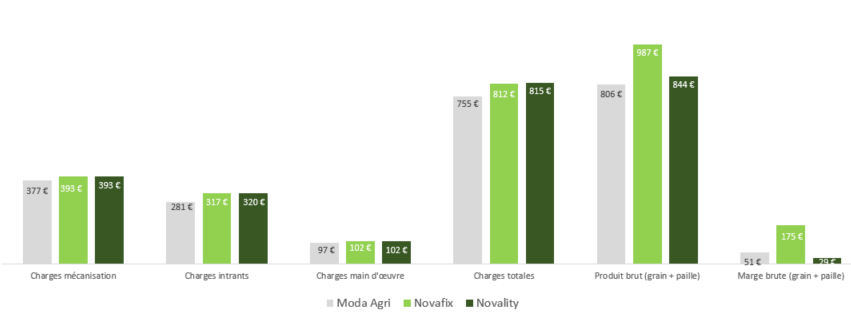 987 €
812 €
815 €
844 €
755 €
806 €
377 €
393 €
393 €
281 €
317 €
320 €
97 €
102 €
102 €
175 €
51 €
29 €
Charges mécanisation
Charges intrants
Charges main d'œuvre
Charges totales
Produit brut (grain + paille)
Marge brute (grain + paille)
Moda Agri
Novafix
Novality